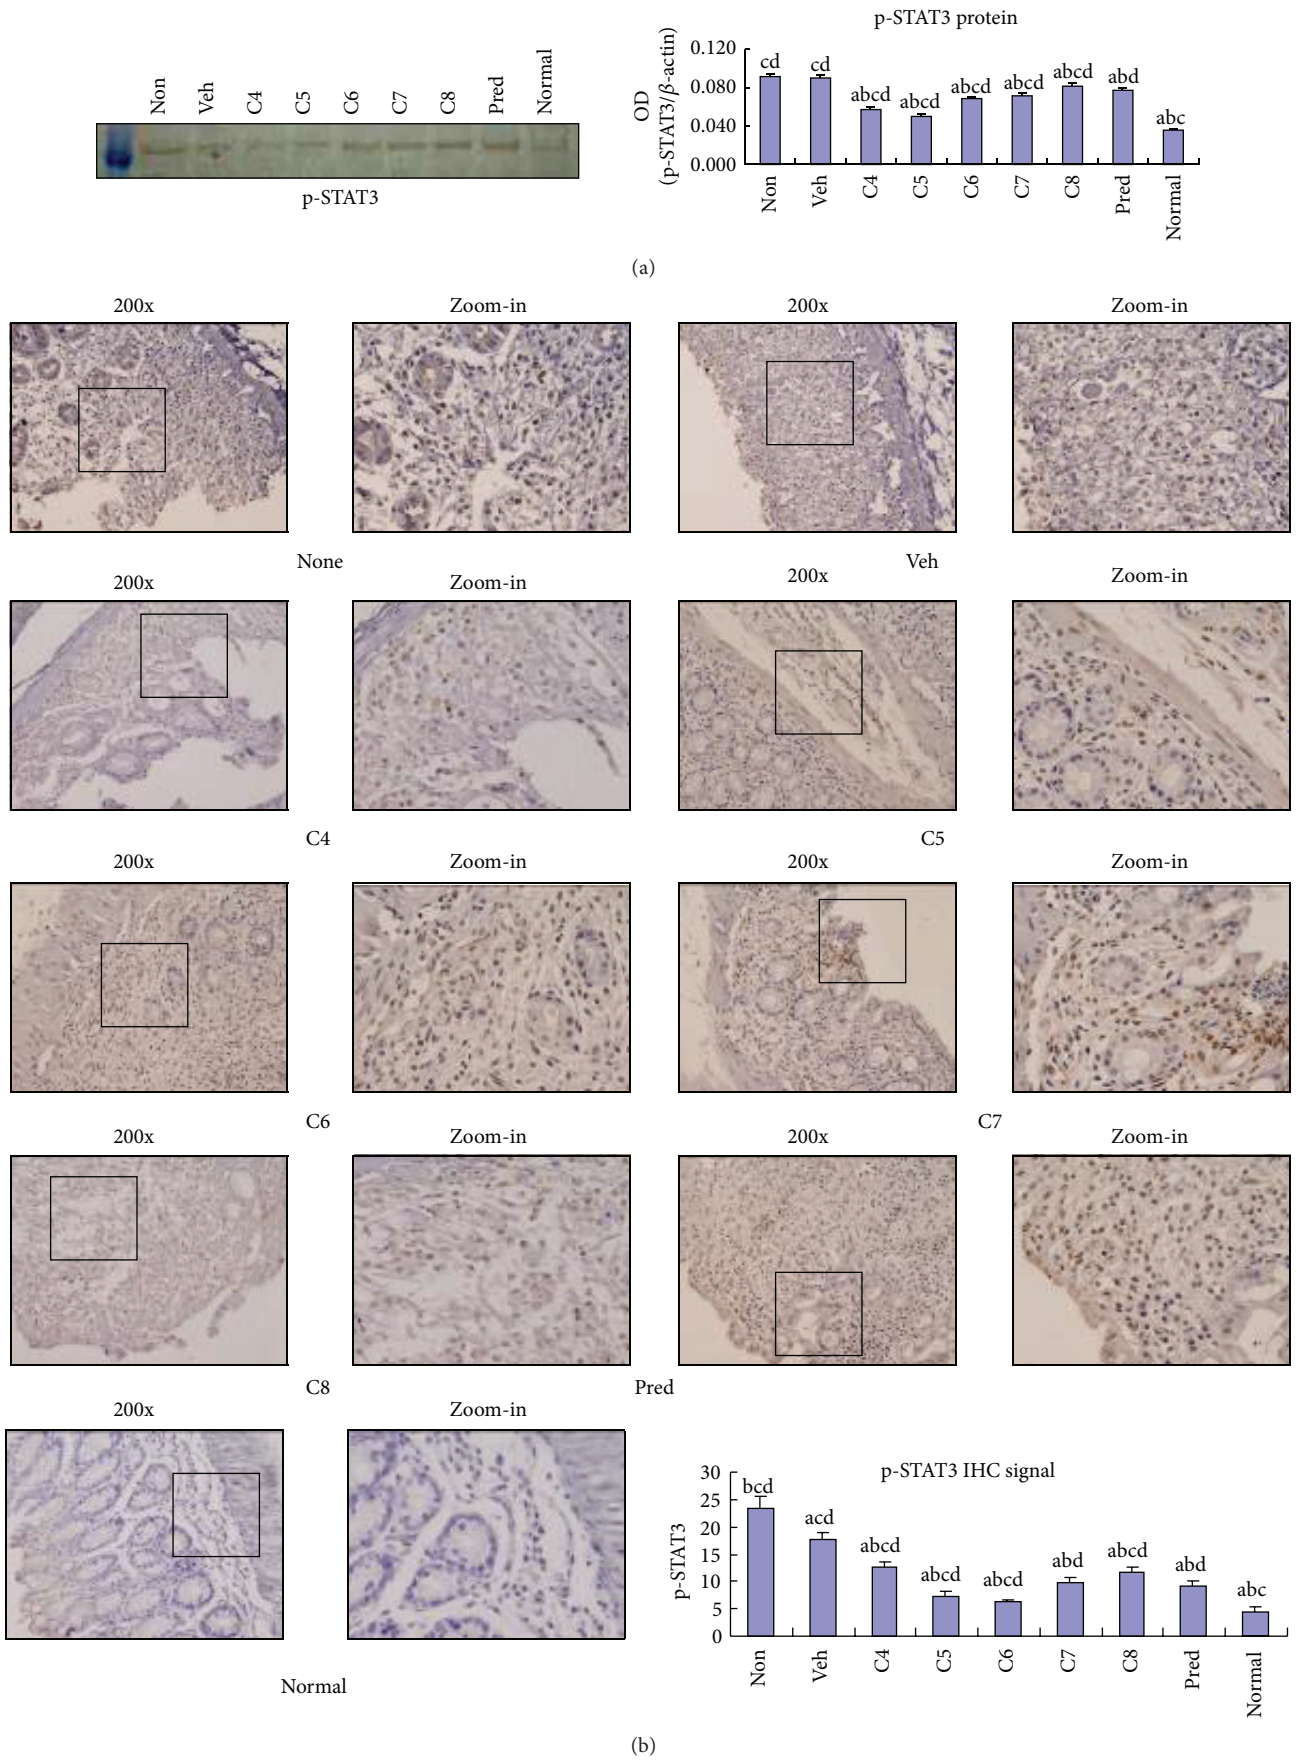 Non Veh C4 C5 C6 C7 C8 Pred Normal
p-STAT3
p-STAT3 protein
OD
(p-STAT3/β-actin)
0.120
0.080
0.040
0.000
cd cd abcd abcd abcd abcd abcd abd abc
Non Veh C4 C5 C6 C7 C8 Pred Normal
(a)
200x Zoom-in 200x Zoom-in
None Veh
200x Zoom-in 200x Zoom-in
C4 C5
200x Zoom-in 200x Zoom-in
C6 C7
200x Zoom-in 200x Zoom-in
C8 Pred
200x Zoom-in
Normal
p-STAT3 IHC signal
p-STAT3
30
25
20
15
10
5
0
bcd acd abcd abcd abcd abd abcd abd abc
Non Veh C4 C5 C6 C7 C8 Pred Normal
(b)